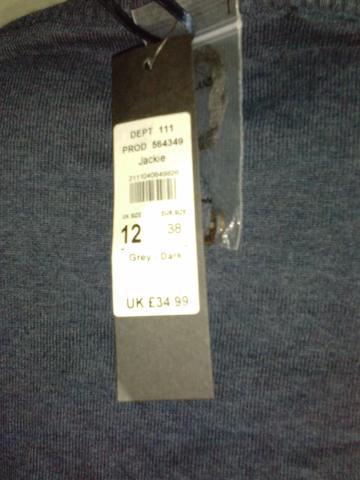 DEPT 111
PROD 564349
Jackie
UK SIZE EUR SIZE
12 38
Grey - Dark
UK £34.99